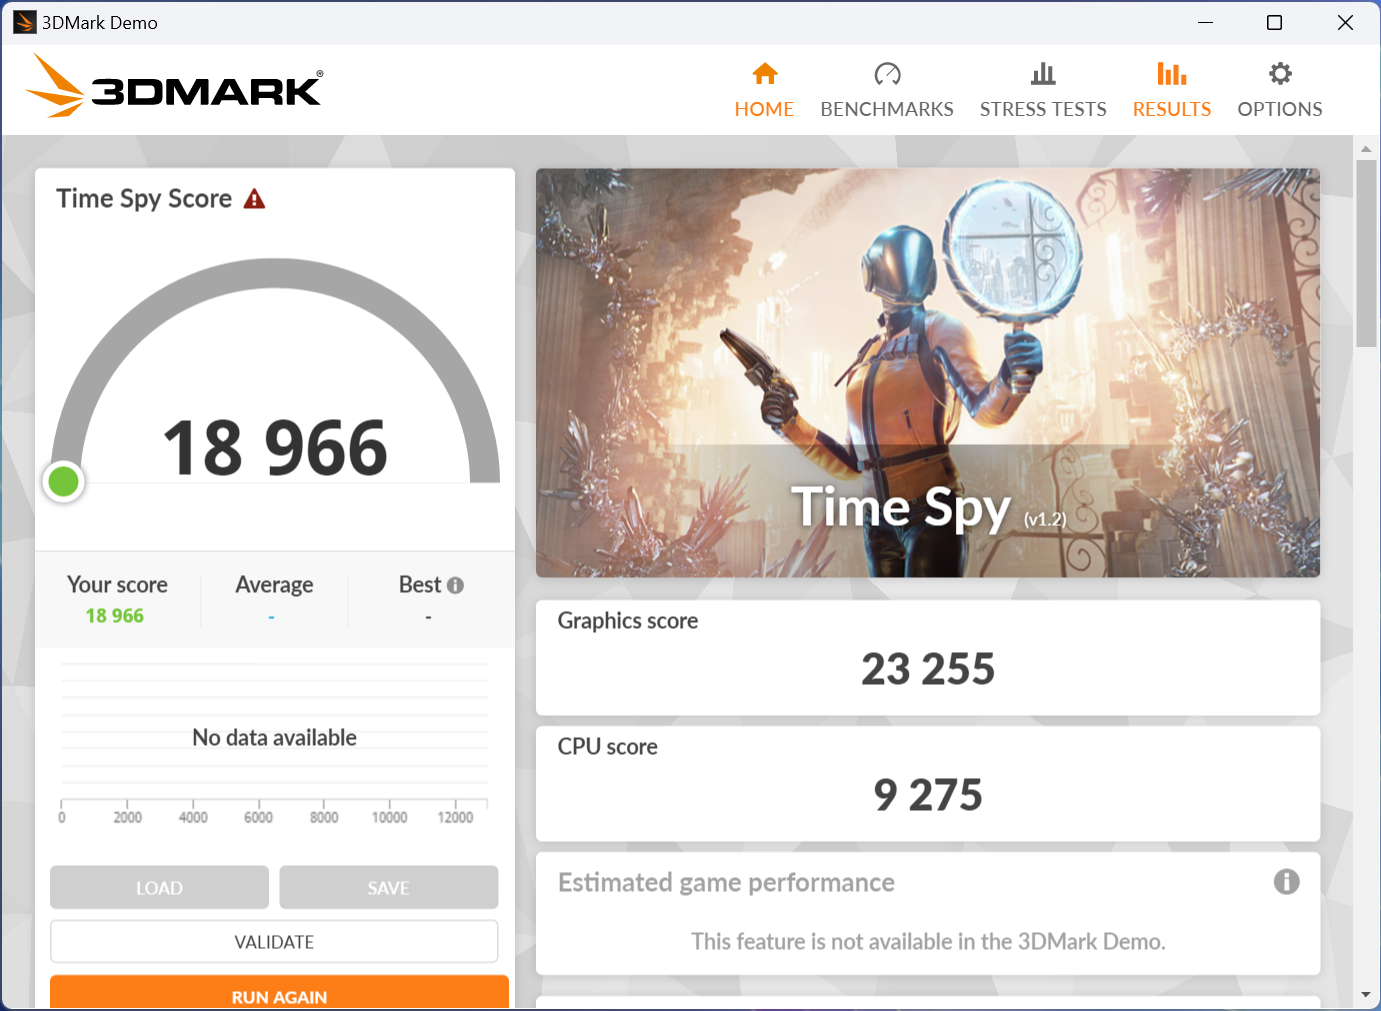 3DMark Demo
3DMARK®
HOME
BENCHMARKS
STRESS TESTS
RESULTS
OPTIONS
Time Spy Score
18 966
Your score
Average
Best
18 966
-
-
No data available
0 2000 4000 6000 8000 10000 12000
LOAD
SAVE
VALIDATE
RUN AGAIN
Time Spy (v1.2)
Graphics score
23 255
CPU score
9 275
Estimated game performance
This feature is not available in the 3DMark Demo.